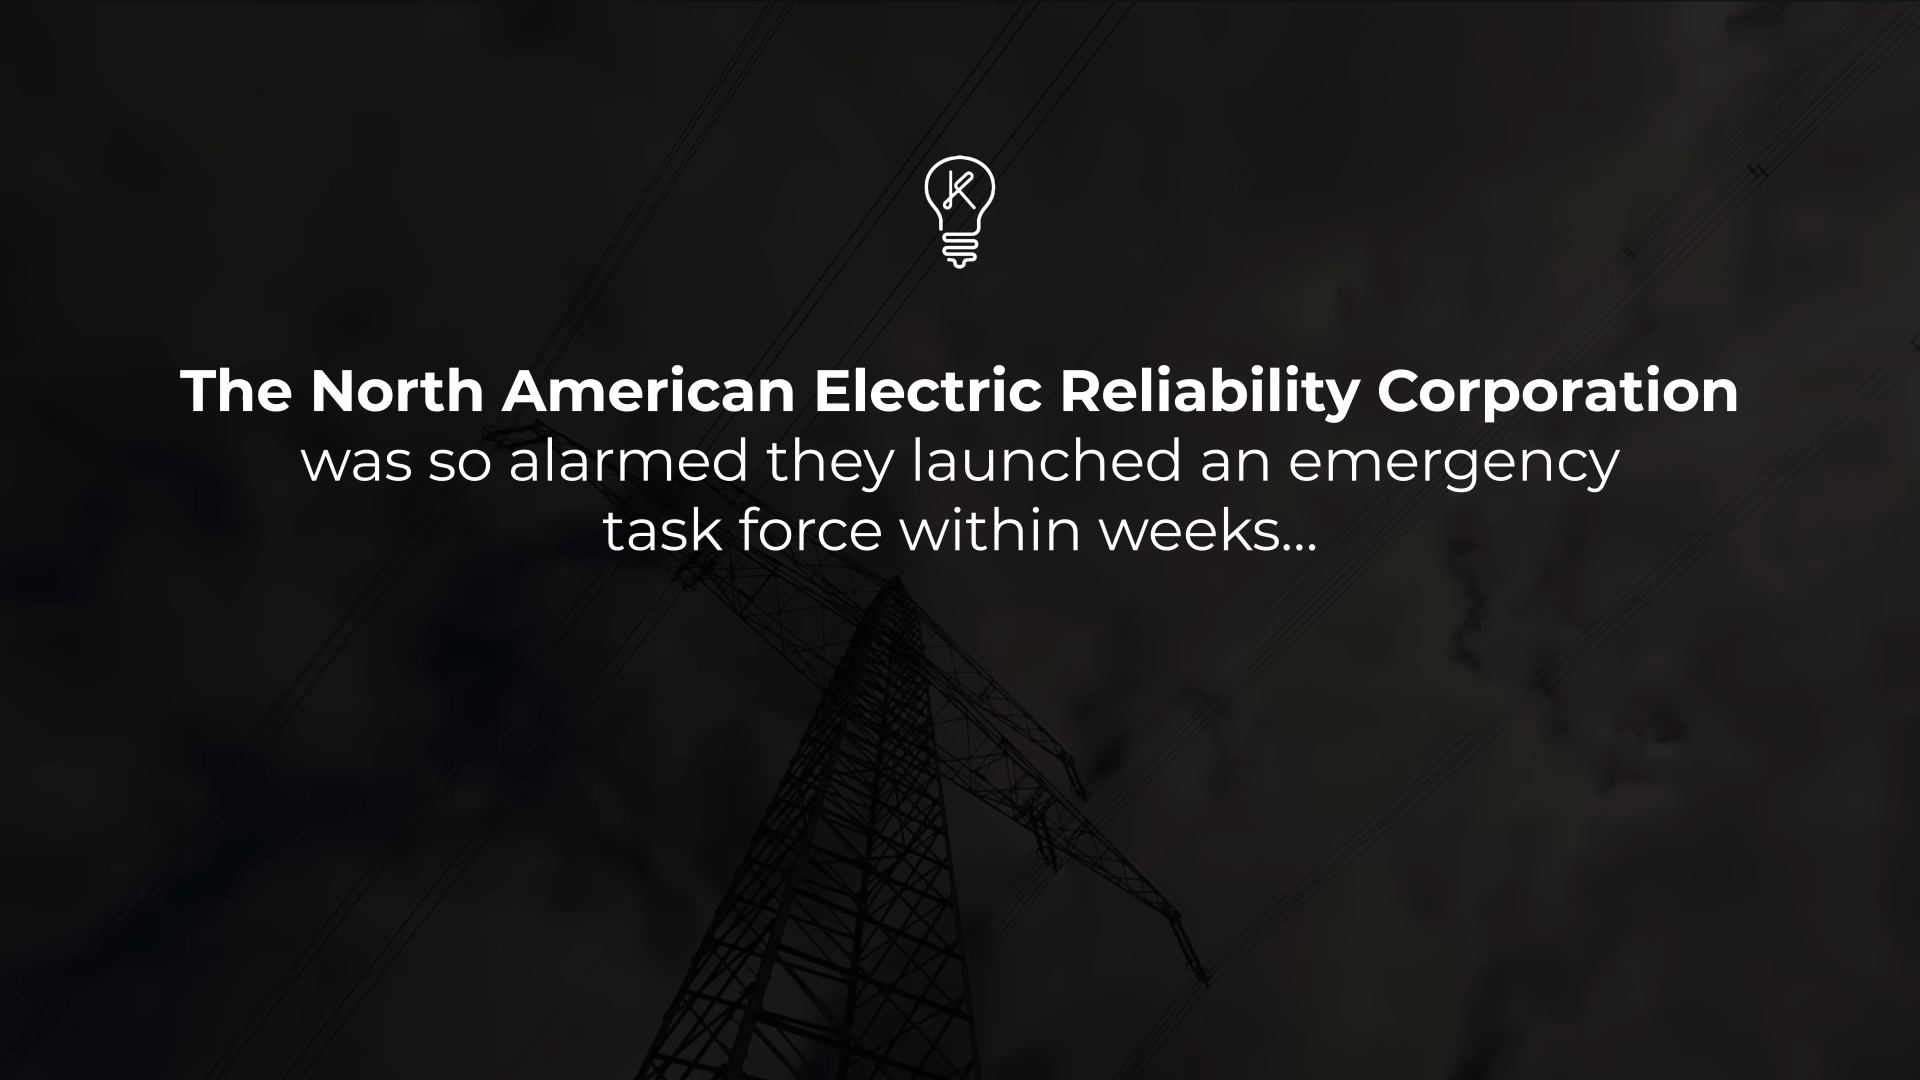 The North American Electric Reliability Corporation
was so alarmed they launched an emergency
task force within weeks...